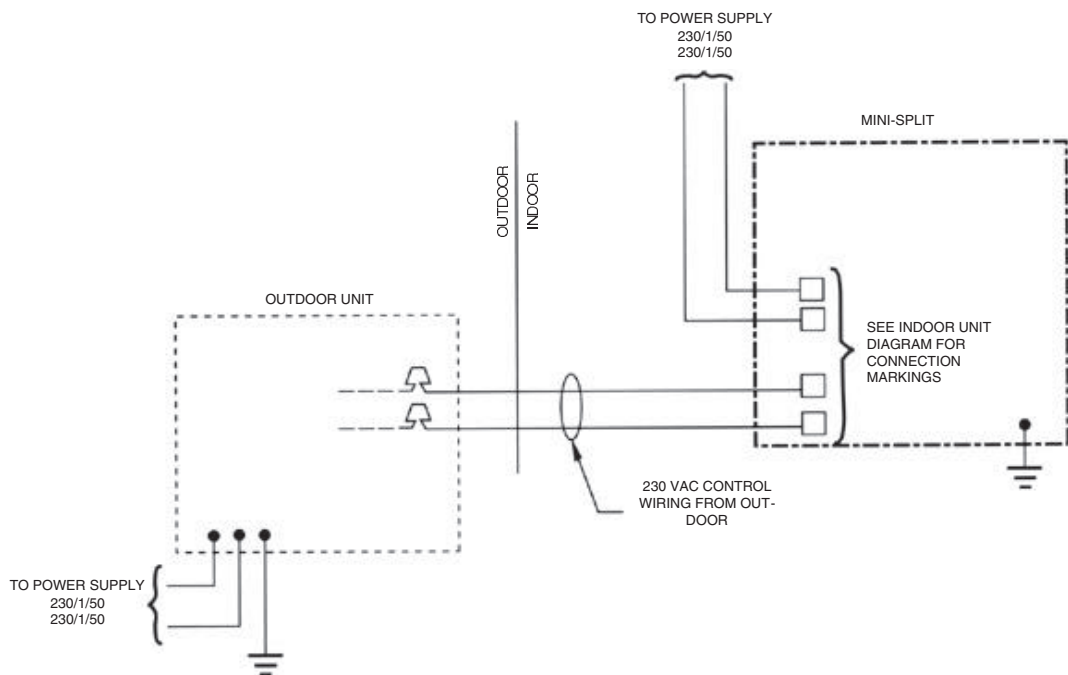 TO POWER SUPPLY
230/1/50
230/1/50
MINI-SPLIT
OUTDOOR
INDOOR
OUTDOOR UNIT
SEE INDOOR UNIT
DIAGRAM FOR
CONNECTION
MARKINGS
230 VAC CONTROL
WIRING FROM OUT-
DOOR
TO POWER SUPPLY
230/1/50
230/1/50